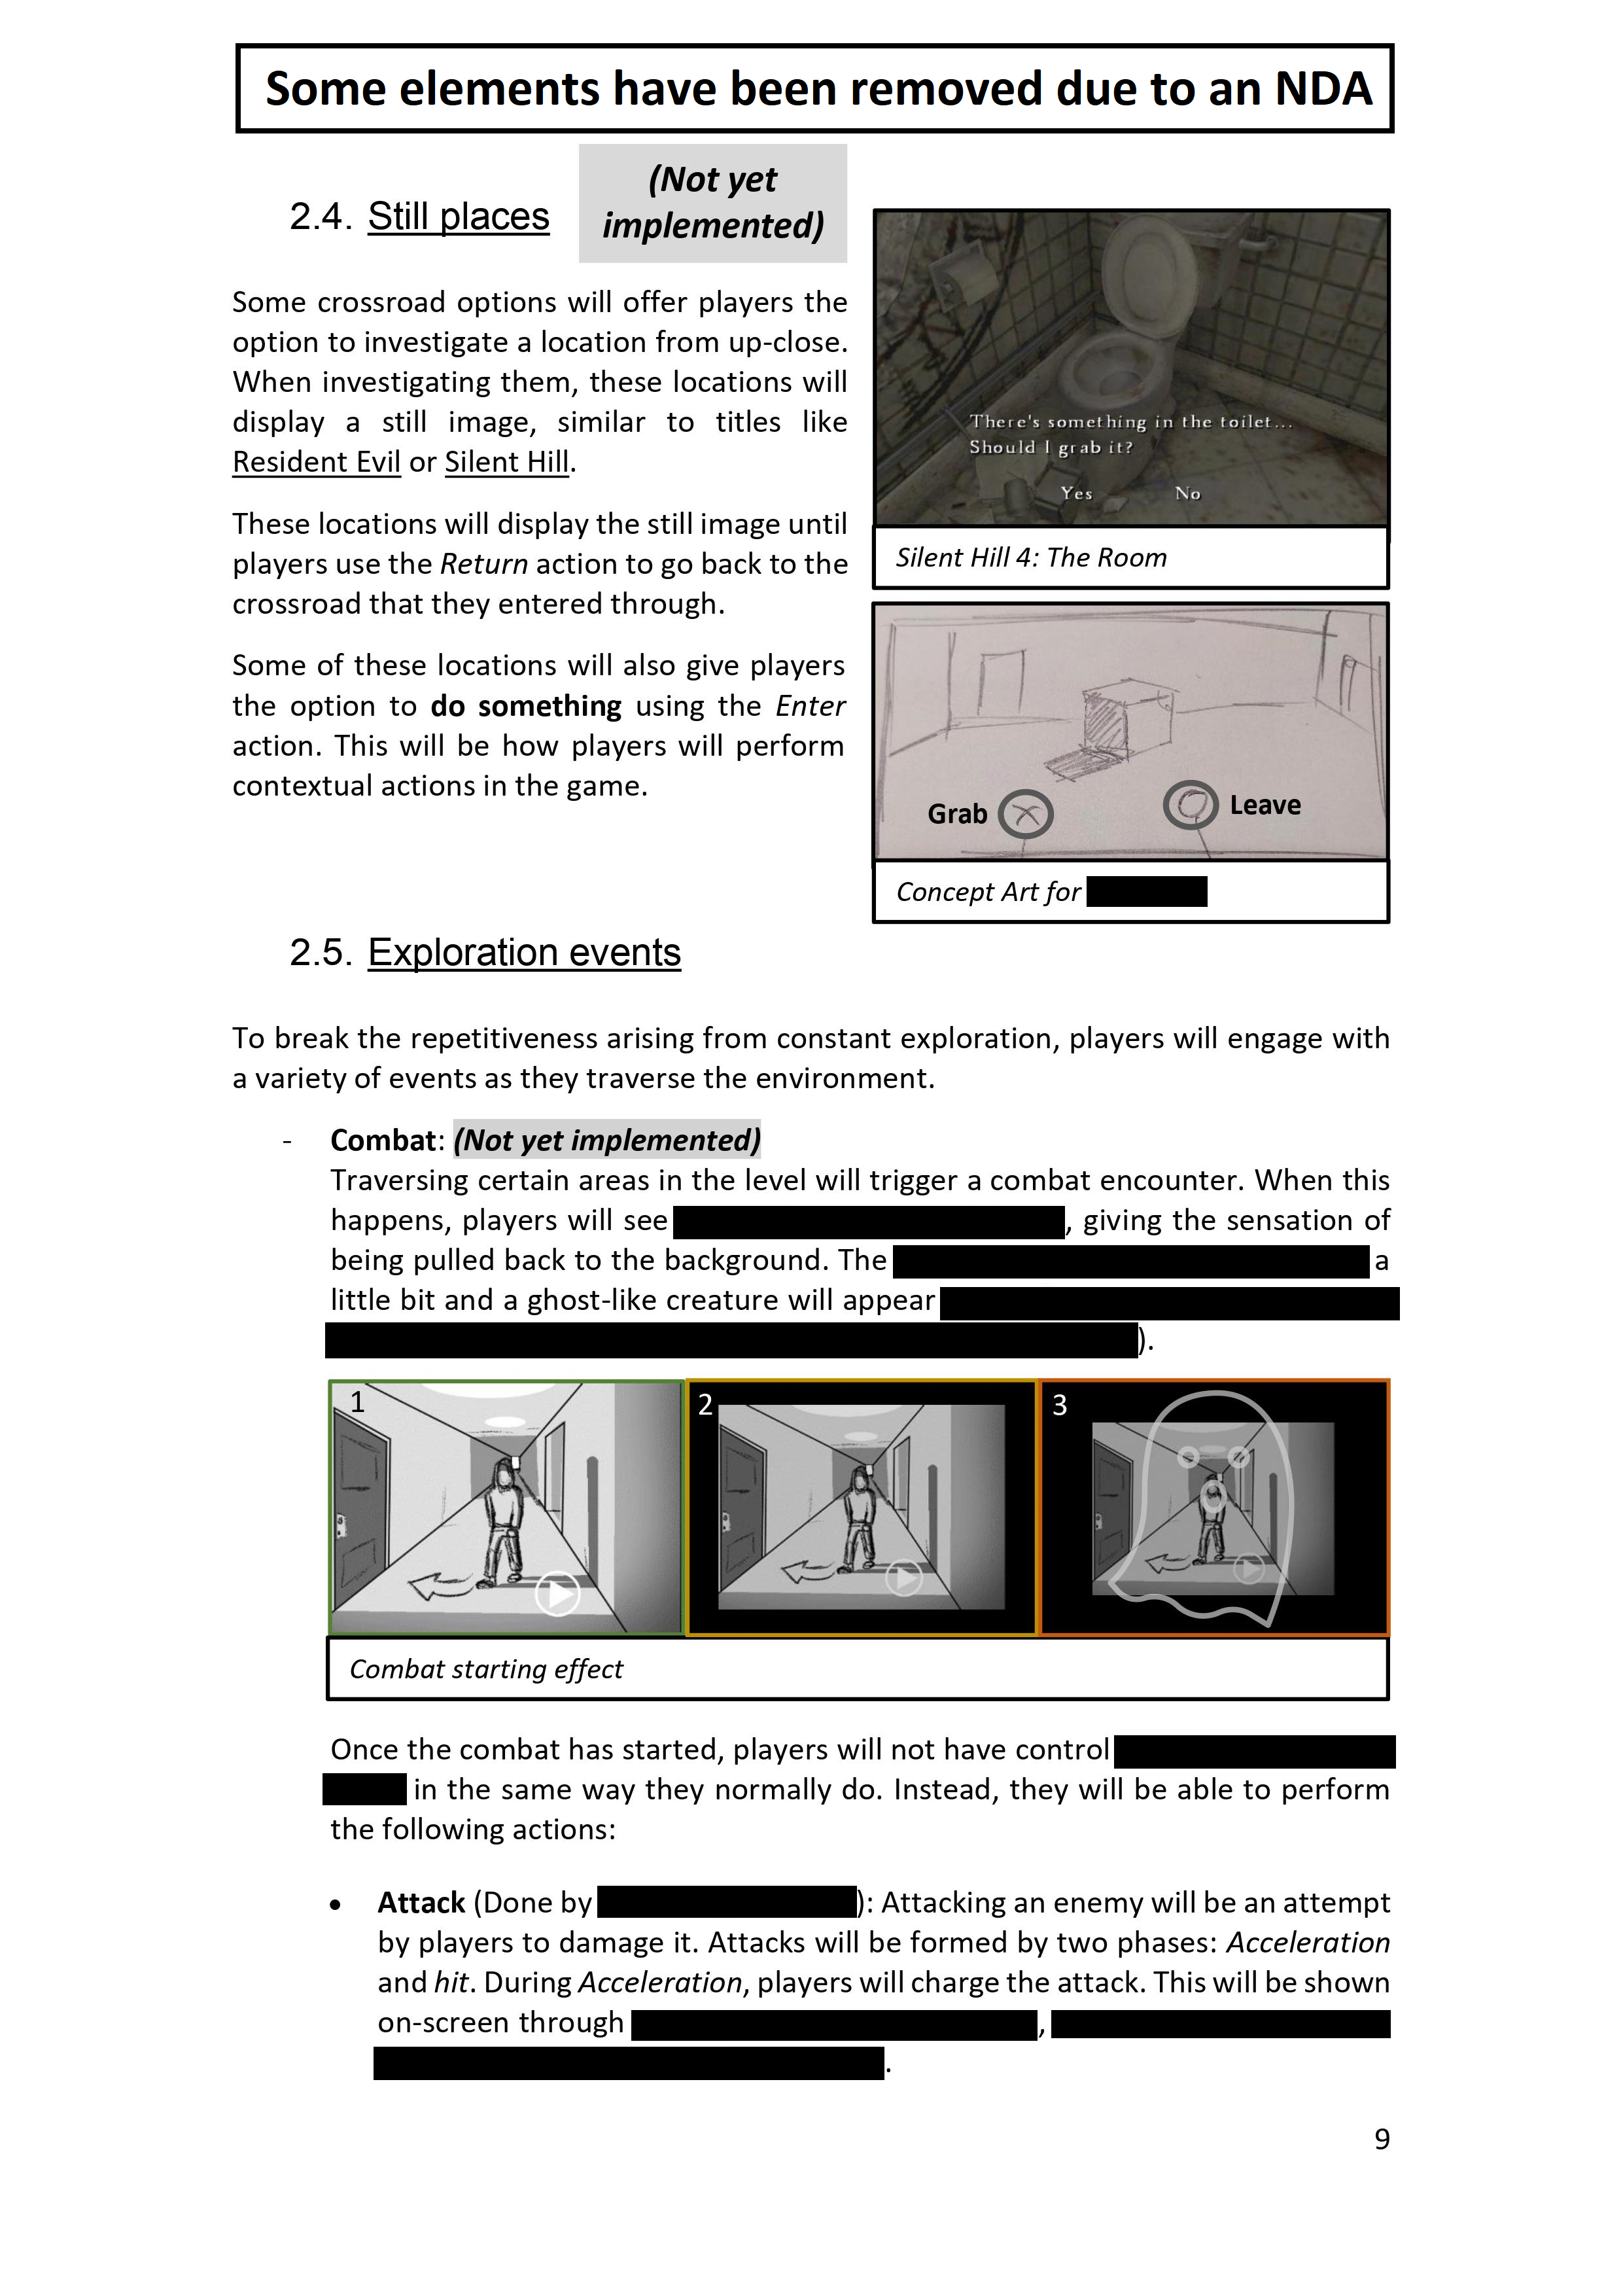 Some elements have been removed due to an NDA
2.4. Still places
(Not yet
implemented)
Some crossroad options will offer players the
option to investigate a location from up-close.
When investigating them, these locations will
display a still image, similar to titles like
Resident Evil or Silent Hill.
These locations will display the still image until
players use the Return action to go back to the
crossroad that they entered through.
Some of these locations will also give players
the option to do something using the Enter
action. This will be how players will perform
contextual actions in the game.
There's something in the toilet...
Should I grab it?
Yes No
Silent Hill 4: The Room
Grab Leave
Concept Art for
2.5. Exploration events
To break the repetitiveness arising from constant exploration, players will engage with
a variety of events as they traverse the environment.
- Combat: (Not yet implemented)
Traversing certain areas in the level will trigger a combat encounter. When this
happens, players will see , giving the sensation of
being pulled back to the background. The a
little bit and a ghost-like creature will appear
).
1 2 3
Combat starting effect
Once the combat has started, players will not have control
in the same way they normally do. Instead, they will be able to perform
the following actions:
• Attack (Done by ): Attacking an enemy will be an attempt
by players to damage it. Attacks will be formed by two phases: Acceleration
and hit. During Acceleration, players will charge the attack. This will be shown
on-screen through ,
.
9